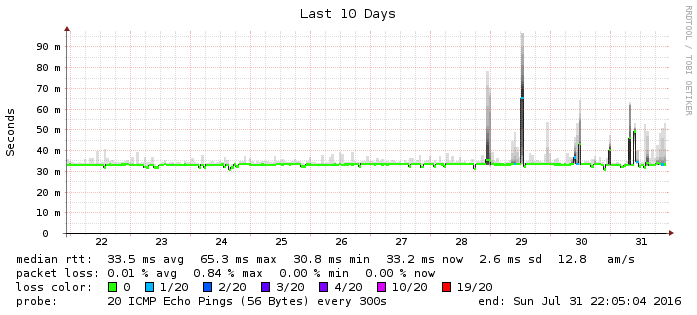 Last 10 Days
RRDTOOL / TOBI OETIKER
Seconds
90 m
80 m
70 m
60 m
50 m
40 m
30 m
20 m
10 m
0
22 23 24 25 26 27 28 29 30 31
median rtt: 33.5 ms avg 65.3 ms max 30.8 ms min 33.2 ms now 2.6 ms sd 12.8 am/s
packet loss: 0.01 % avg 0.84 % max 0.00 % min 0.00 % now
loss color: 0 1/20 2/20 3/20 4/20 10/20 19/20
probe: 20 ICMP Echo Pings (56 Bytes) every 300s end: Sun Jul 31 22:05:04 2016